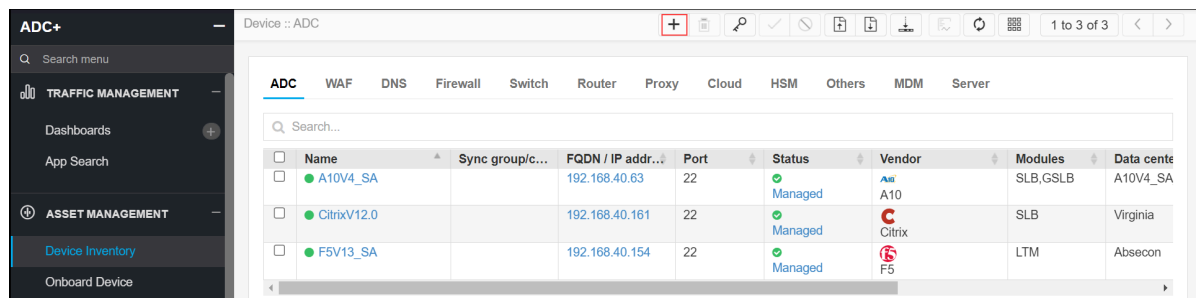 ADC+
Device :: ADC
1 to 3 of 3
Search menu
TRAFFIC MANAGEMENT
Dashboards
App Search
ASSET MANAGEMENT
Device Inventory
Onboard Device
ADC WAF DNS Firewall Switch Router Proxy Cloud HSM Others MDM Server
Search...
Name Sync group/c... FQDN / IP addr... Port Status Vendor Modules Data cente
A10V4_SA 192.168.40.63 22 Managed A10 A10 SLB,GSLB A10V4_SA
CitrixV12.0 192.168.40.161 22 Managed Citrix SLB Virginia
F5V13_SA 192.168.40.154 22 Managed F5 LTM Absecon